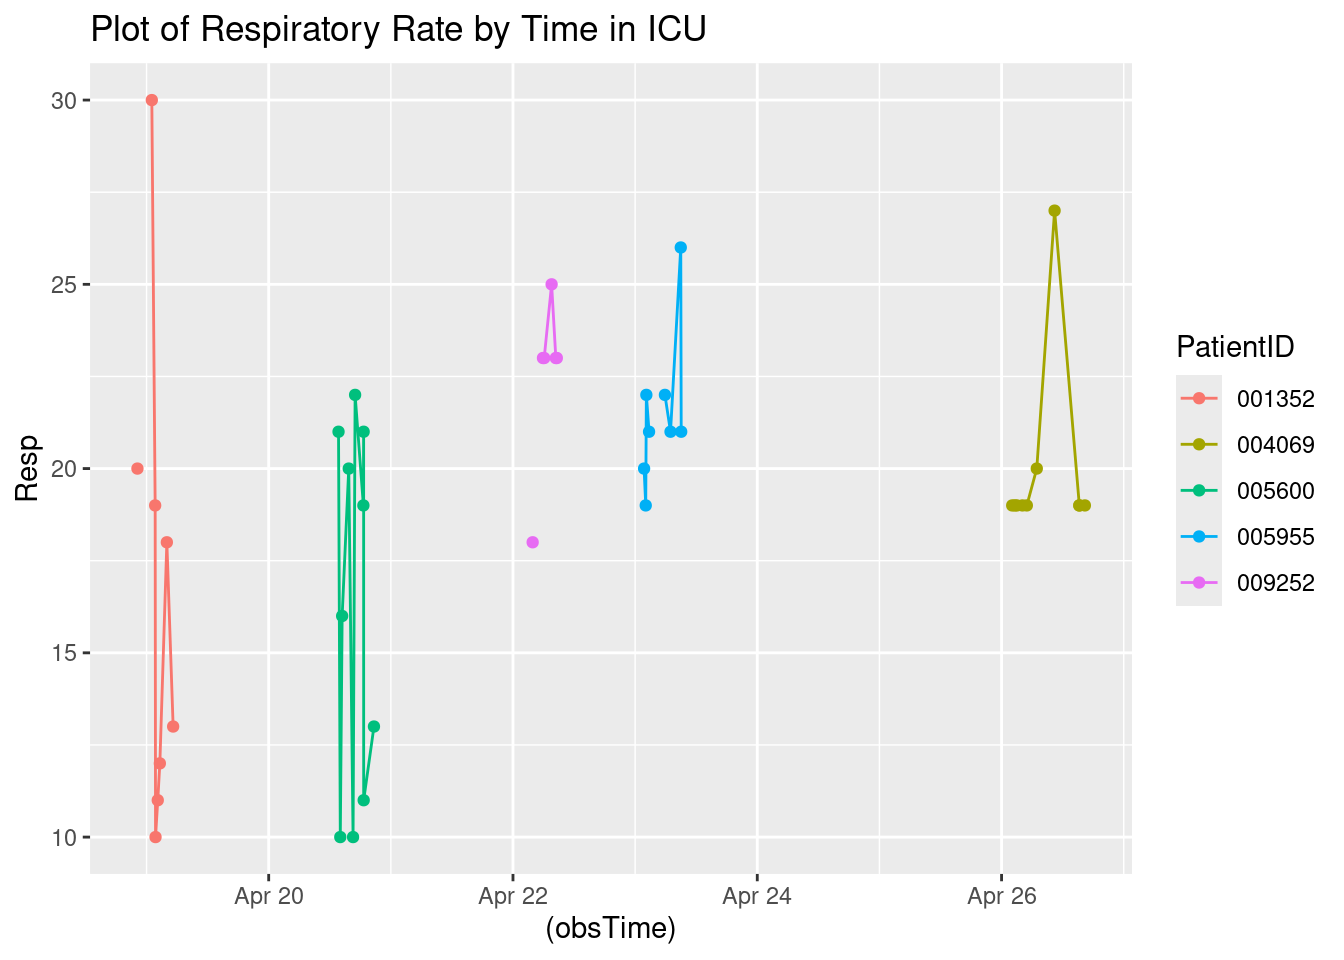 Plot of Respiratory Rate by Time in ICU
30
25
20
15
10
Resp
Apr 20
Apr 22
Apr 24
Apr 26
(obsTime)
PatientID
001352
004069
005600
005955
009252